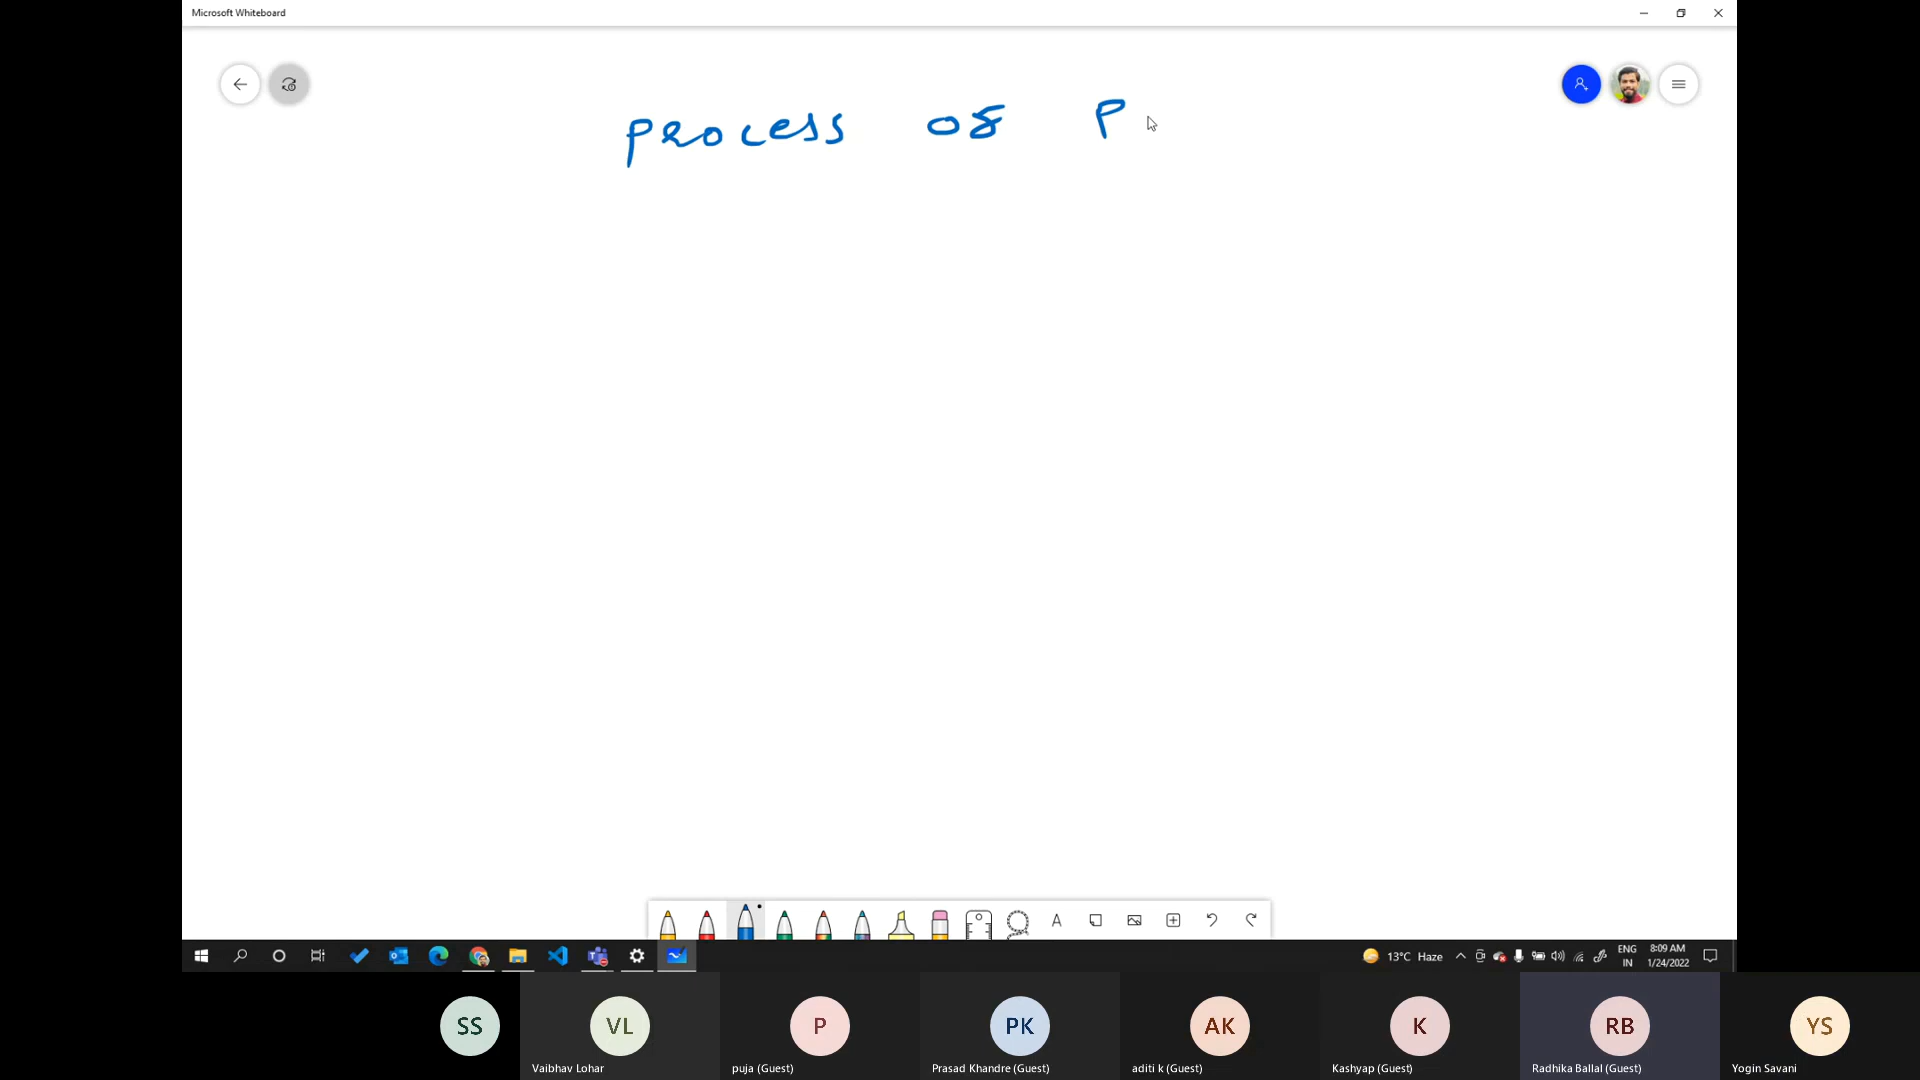 Microsoft Whiteboard
process of P
A
13°C Haze
ENG
IN
8:09 AM
1/24/2022
SS
VL
P
PK
AK
K
RB
YS
Vaibhav Lohar
puja (Guest)
Prasad Khandre (Guest)
aditi k (Guest)
Kashyap (Guest)
Radhika Ballal (Guest)
Yogin Savani